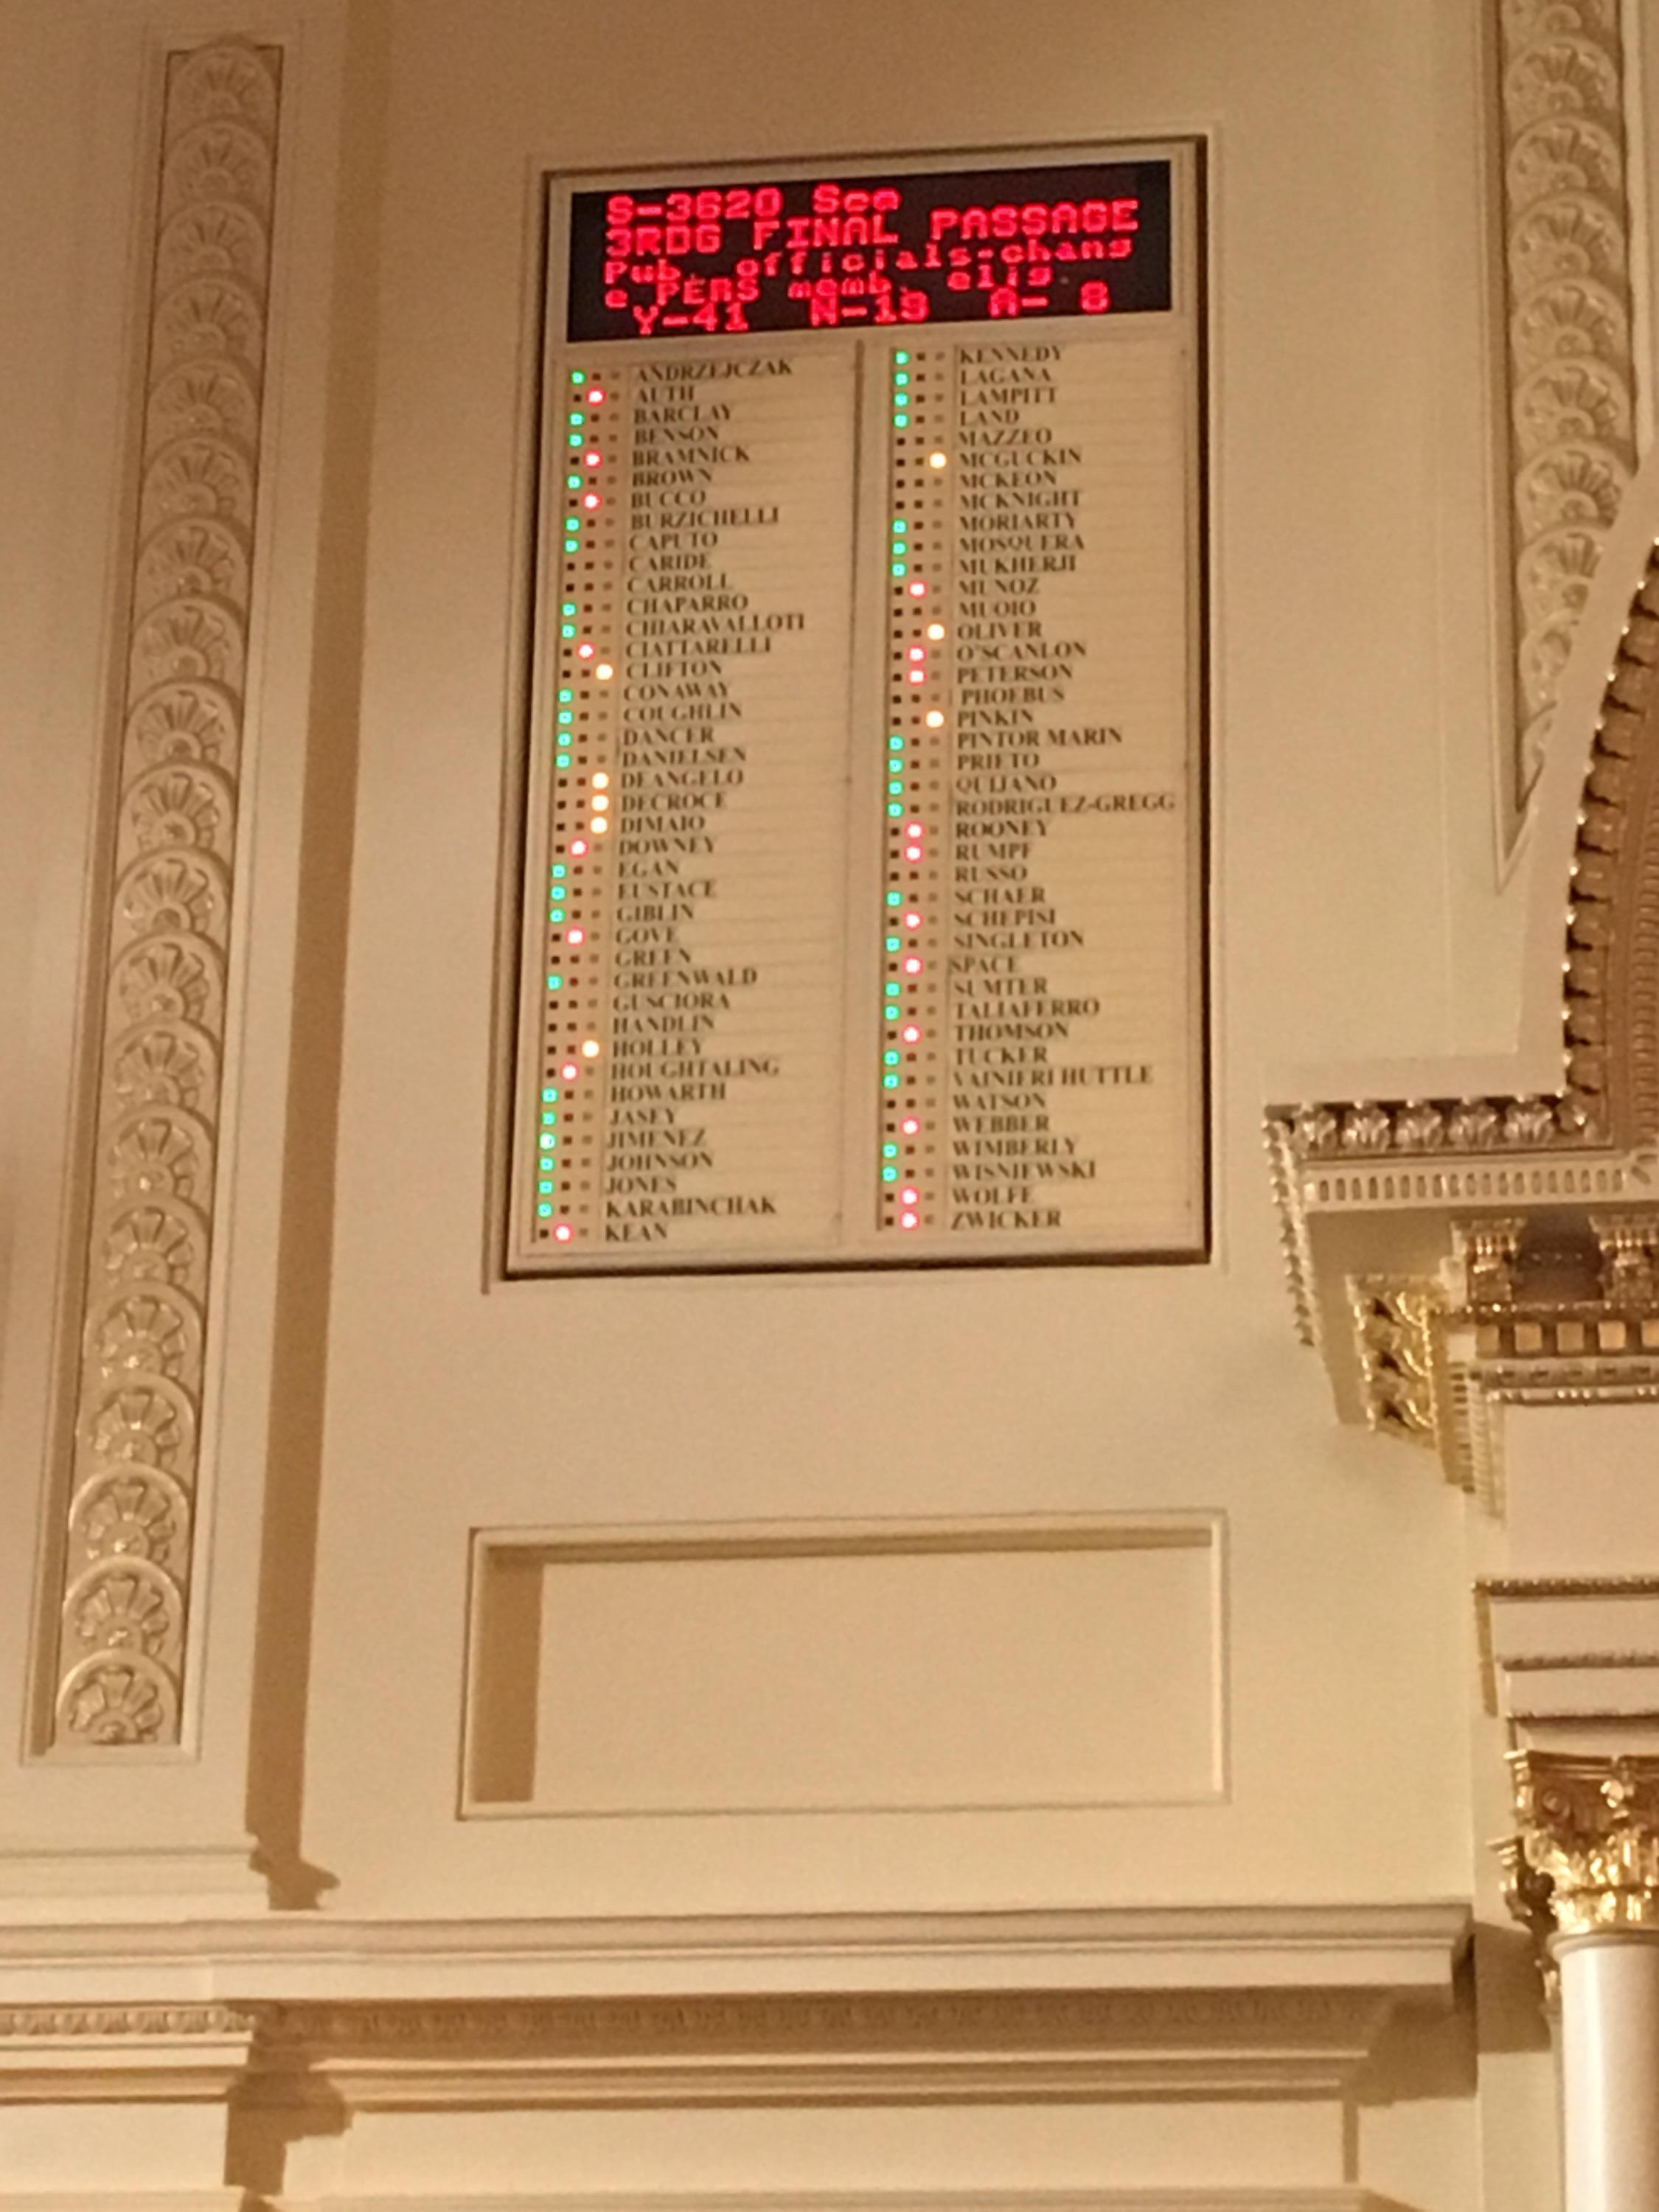 S-3620 Sca
3RDG FINAL PASSAGE
Pub. officials-chang
e PERS memb. elig.
Y-41 N-19 A- 8
ANDRZEJCZAK
AUTH
BARCLAY
BENSON
BRAMNICK
BROWN
BUCCO
BURZICHELLI
CAPUTO
CARIDE
CARROLL
CHAPARRO
CHIARAVALLOTI
CIATTARELLI
CLIFTON
CONAWAY
COUGHLIN
DANCER
DANIELSEN
DEANGELO
DECROCE
DIMAIO
DOWNEY
EGAN
EUSTACE
GIBLIN
GOVE
GREEN
GREENWALD
GUSCIORA
HANDLIN
HOLLEY
HOUGHTALING
HOWARTH
JASEY
JIMENEZ
JOHNSON
JONES
KARABINCHAK
KEAN
KENNEDY
LAGANA
LAMPITT
LAND
MAZZEO
MCGUCKIN
MCKEON
MCKNIGHT
MORIARTY
MOSQUERA
MUKHERJI
MUNOZ
MUOIO
OLIVER
O'SCANLON
PETERSON
PHOEBUS
PINKIN
PINTOR MARIN
PRIETO
QUIJANO
RODRIGUEZ-GREGG
ROONEY
RUMPF
RUSSO
SCHAER
SCHEPISI
SINGLETON
SPACE
SUMTER
TALIAFERRO
THOMSON
TUCKER
VAINIERI HUTTLE
WATSON
WEBBER
WIMBERLY
WISNIEWSKI
WOLFE
ZWICKER